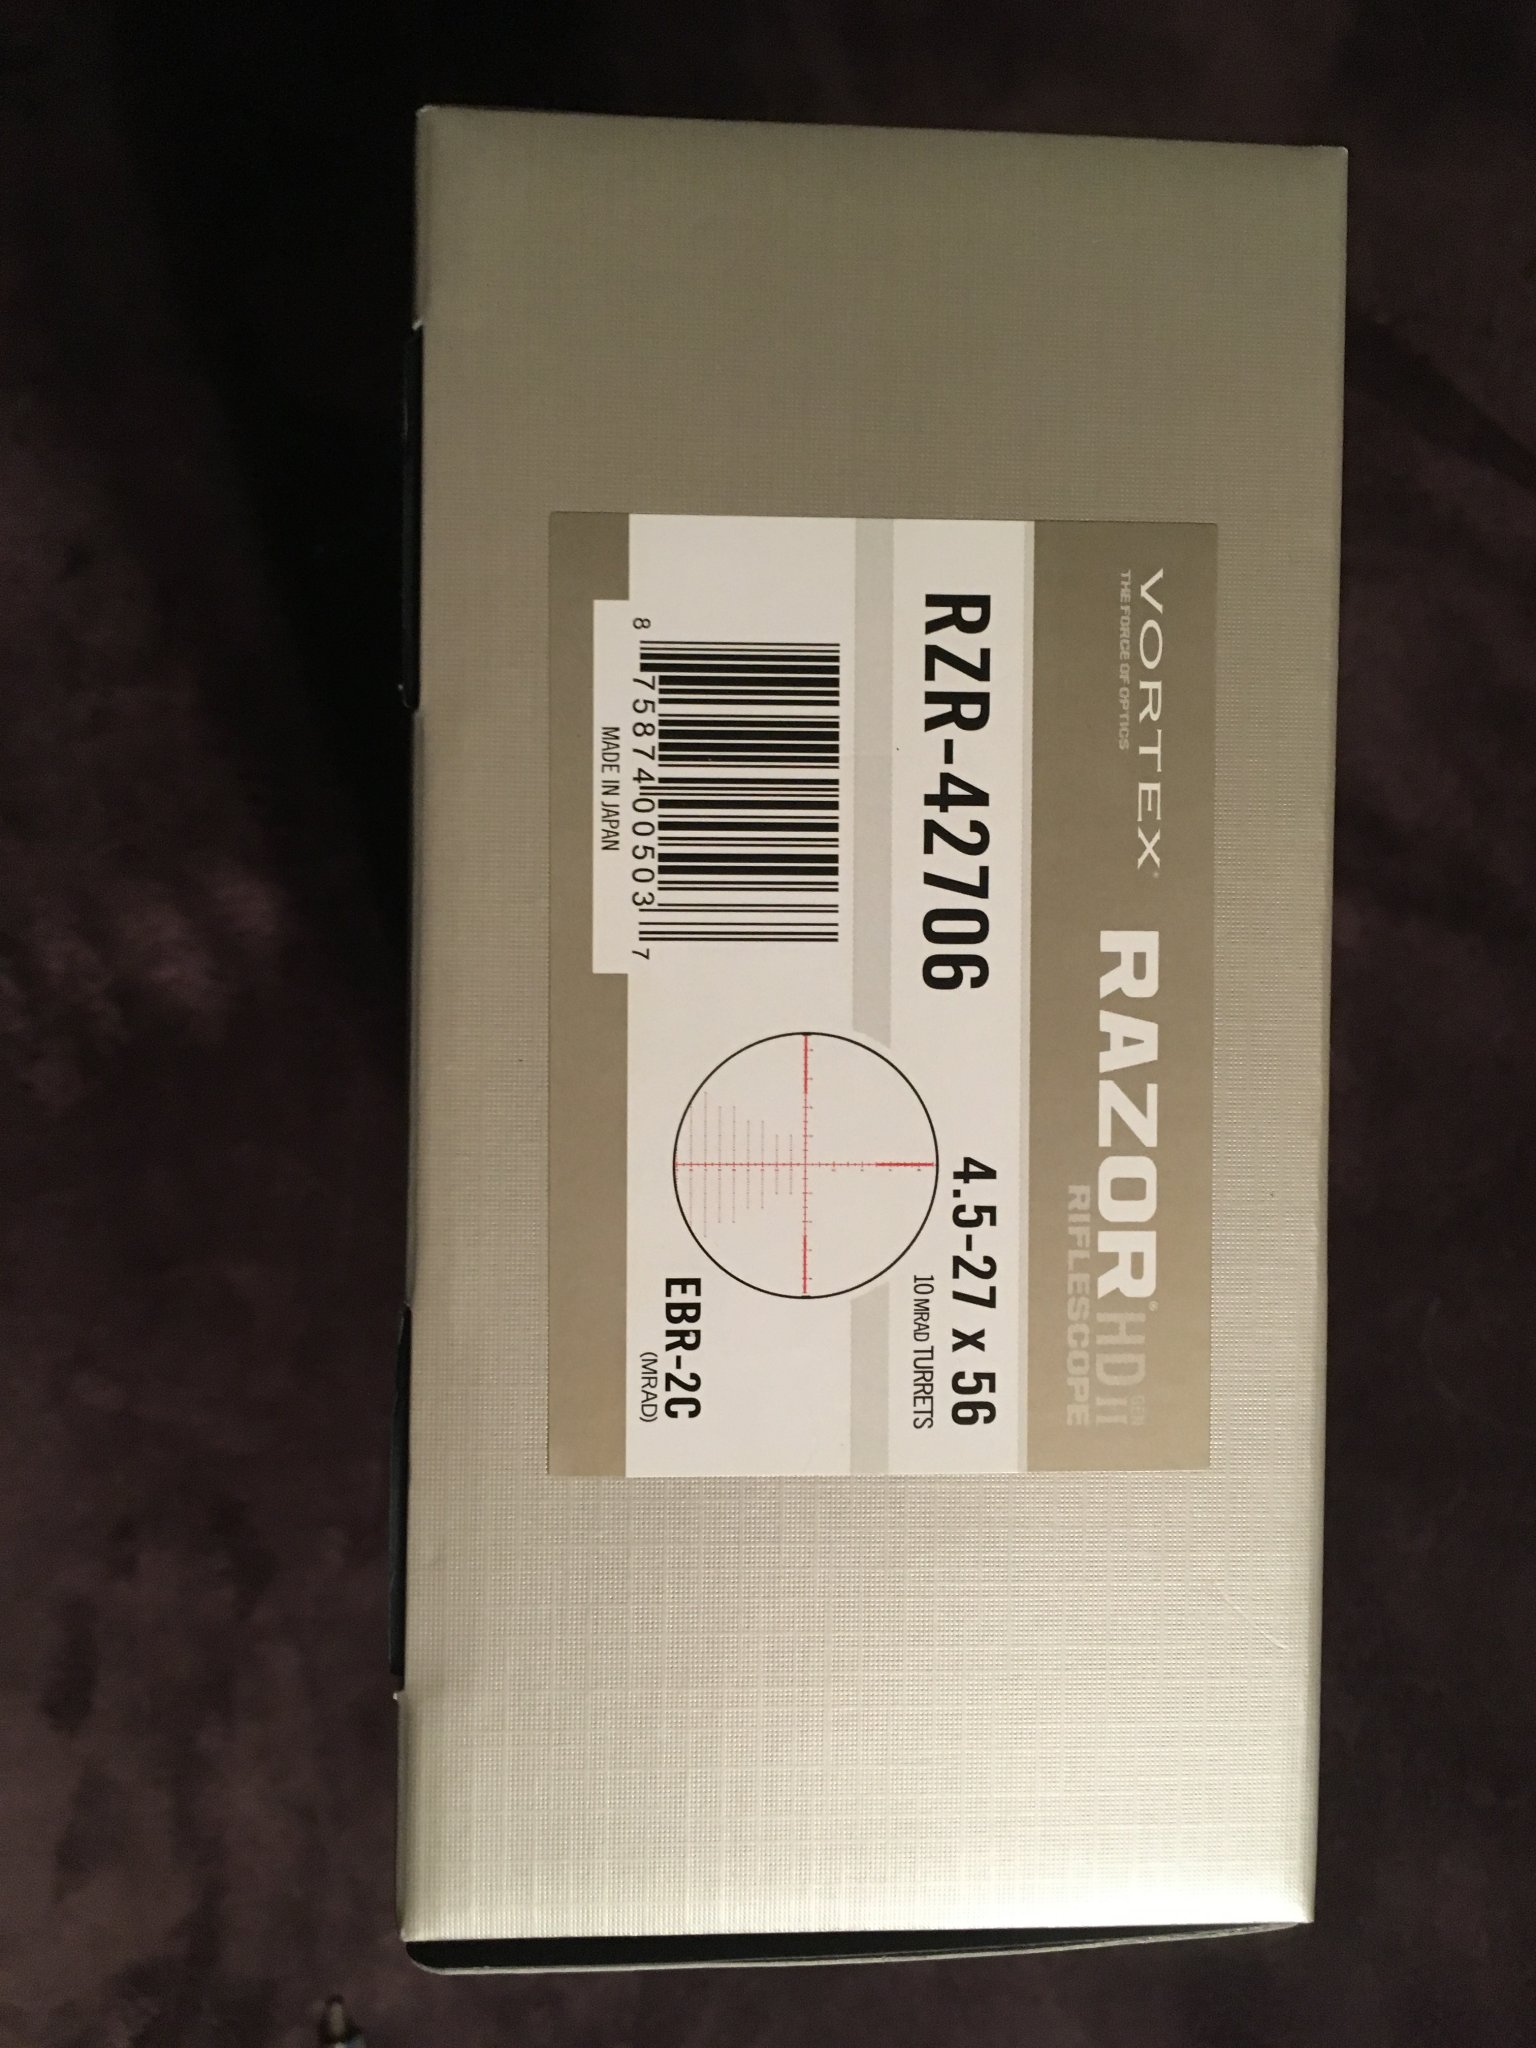 VORTEX® RAZOR® HD GEN II
THE FORCE OF OPTICS
RIFLESCOPE
RZR-42706
4.5-27 x 56
10 MRAD TURRETS
8 75874 00503 7
MADE IN JAPAN
EBR-2C
(MRAD)